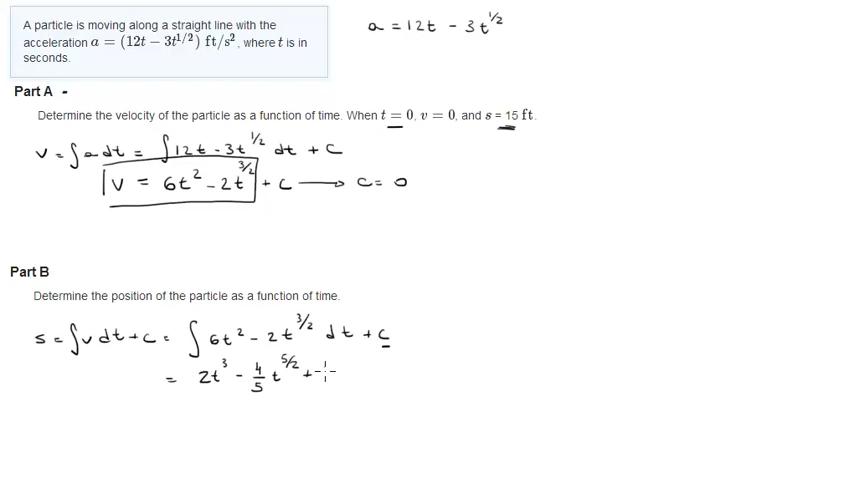 A particle is moving along a straight line with the
acceleration a = (12t − 3t^{1/2}) ft/s², where t is in
seconds.
a = 12t - 3t^{1/2}
Part A -
Determine the velocity of the particle as a function of time. When t = 0, v = 0, and s = 15 ft.
v = ∫a dt = ∫12t - 3t^{1/2} dt + C
v = 6t² - 2t^{3/2} + C → C = 0
Part B
Determine the position of the particle as a function of time.
s = ∫v dt + C = ∫ 6t² - 2t^{3/2} dt + C
= 2t³ - 4/5 t^{5/2} +